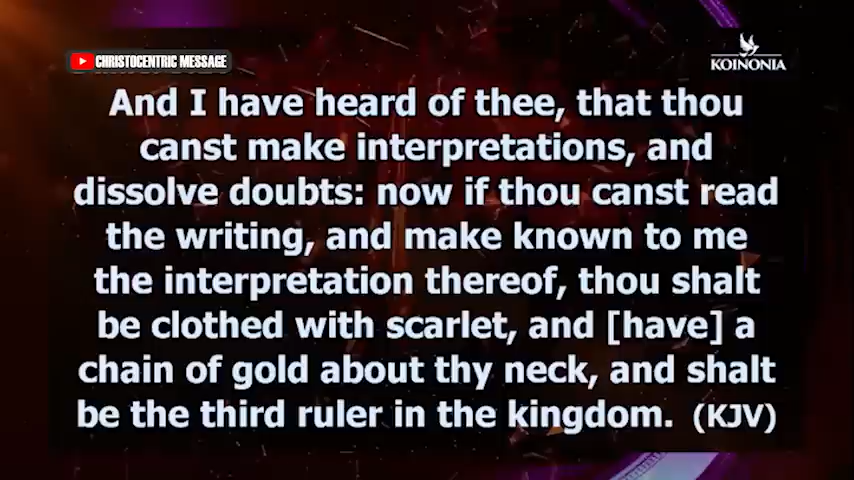 CHRISTOCENTRIC MESSAGE
KOINONIA
And I have heard of thee, that thou
canst make interpretations, and
dissolve doubts: now if thou canst read
the writing, and make known to me
the interpretation thereof, thou shalt
be clothed with scarlet, and [have] a
chain of gold about thy neck, and shalt
be the third ruler in the kingdom. (KJV)